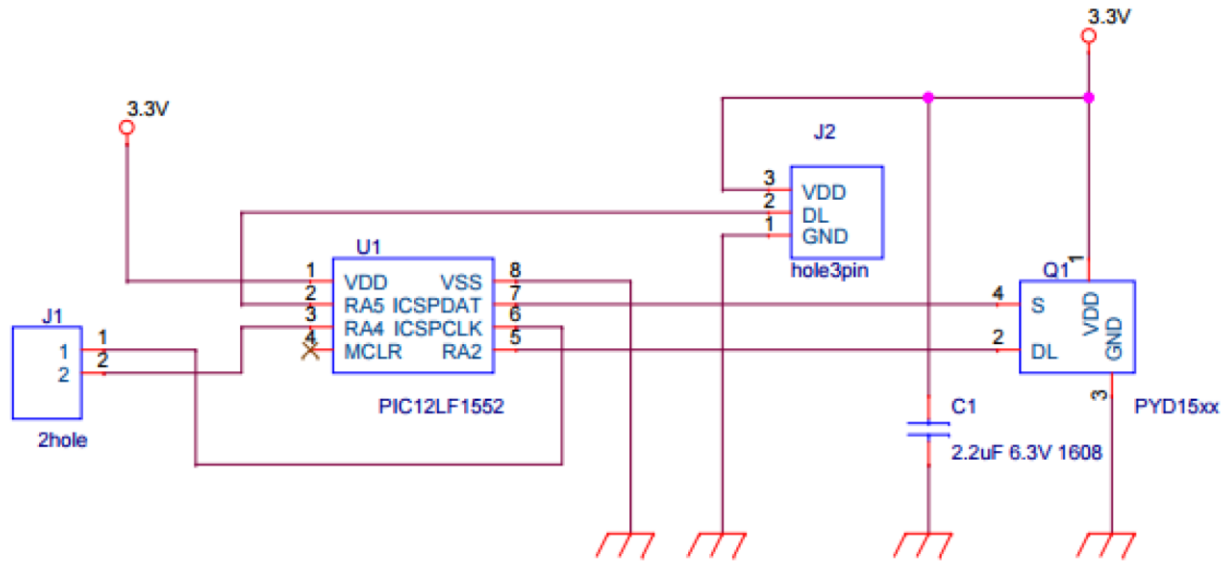 3.3V
3.3V
J2
3 VDD
2 DL
1 GND
hole3pin
U1
1 VDD VSS 8
2 RA5 ICSPDAT 7
3 RA4 ICSPCLK 6
4 MCLR RA2 5
PIC12LF1552
J1
1 1
2 2
2hole
Q1
1
4 S
VDD
GND
2 DL
3
PYD15xx
C1
2.2uF 6.3V 1608